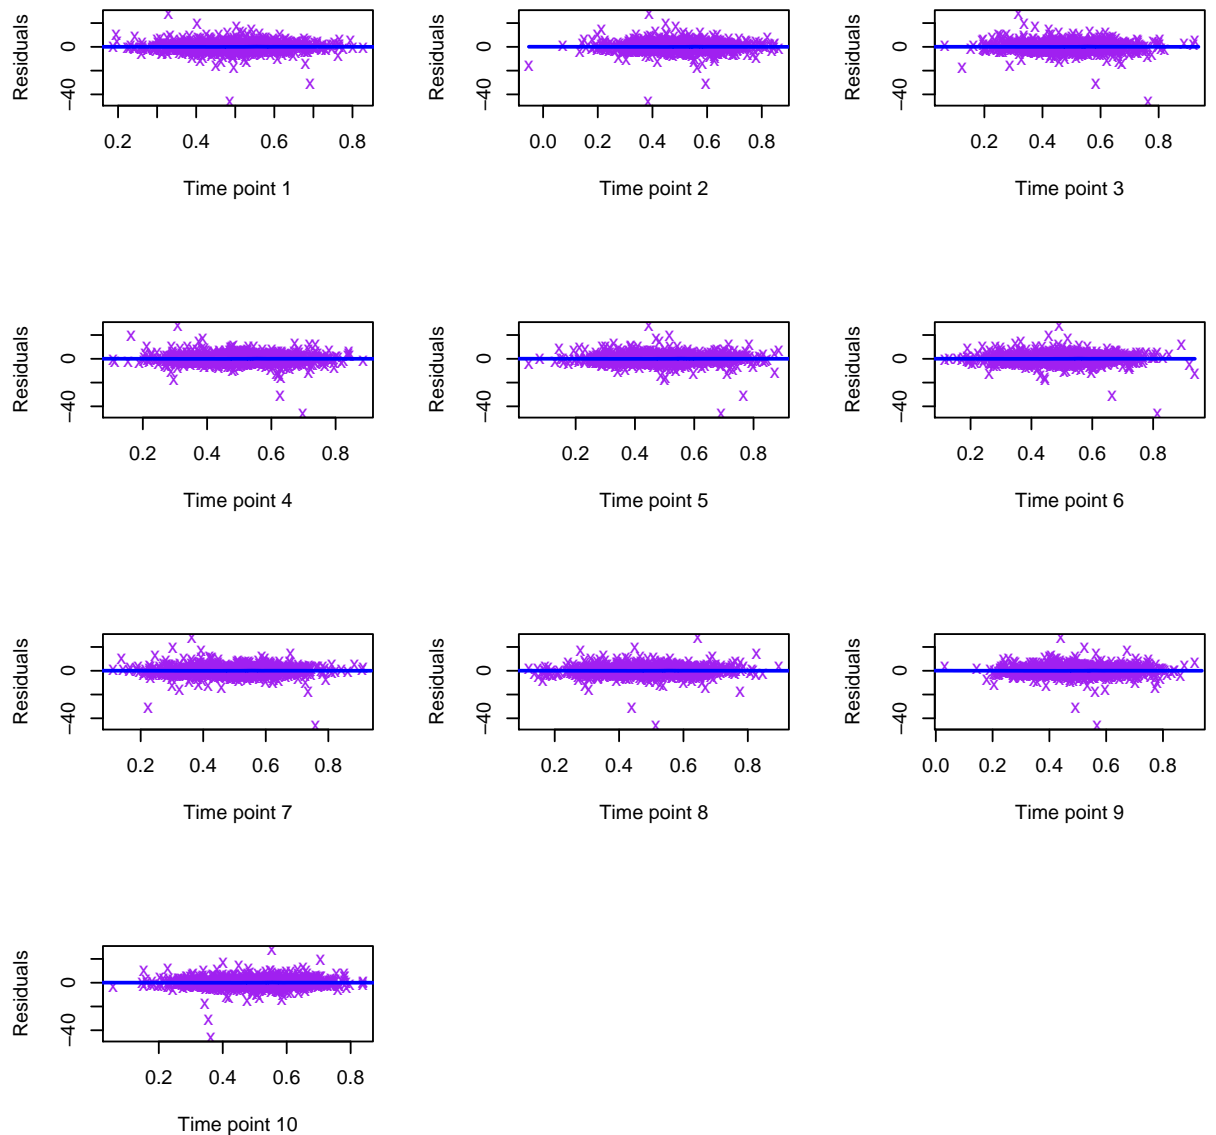 Residuals
0
−40
0.2 0.4 0.6 0.8
Time point 1
Residuals
0
−40
0.0 0.2 0.4 0.6 0.8
Time point 2
Residuals
0
−40
0.2 0.4 0.6 0.8
Time point 3
Residuals
0
−40
0.2 0.4 0.6 0.8
Time point 4
Residuals
0
−40
0.2 0.4 0.6 0.8
Time point 5
Residuals
0
−40
0.2 0.4 0.6 0.8
Time point 6
Residuals
0
−40
0.2 0.4 0.6 0.8
Time point 7
Residuals
0
−40
0.2 0.4 0.6 0.8
Time point 8
Residuals
0
−40
0.0 0.2 0.4 0.6 0.8
Time point 9
Residuals
0
−40
0.2 0.4 0.6 0.8
Time point 10